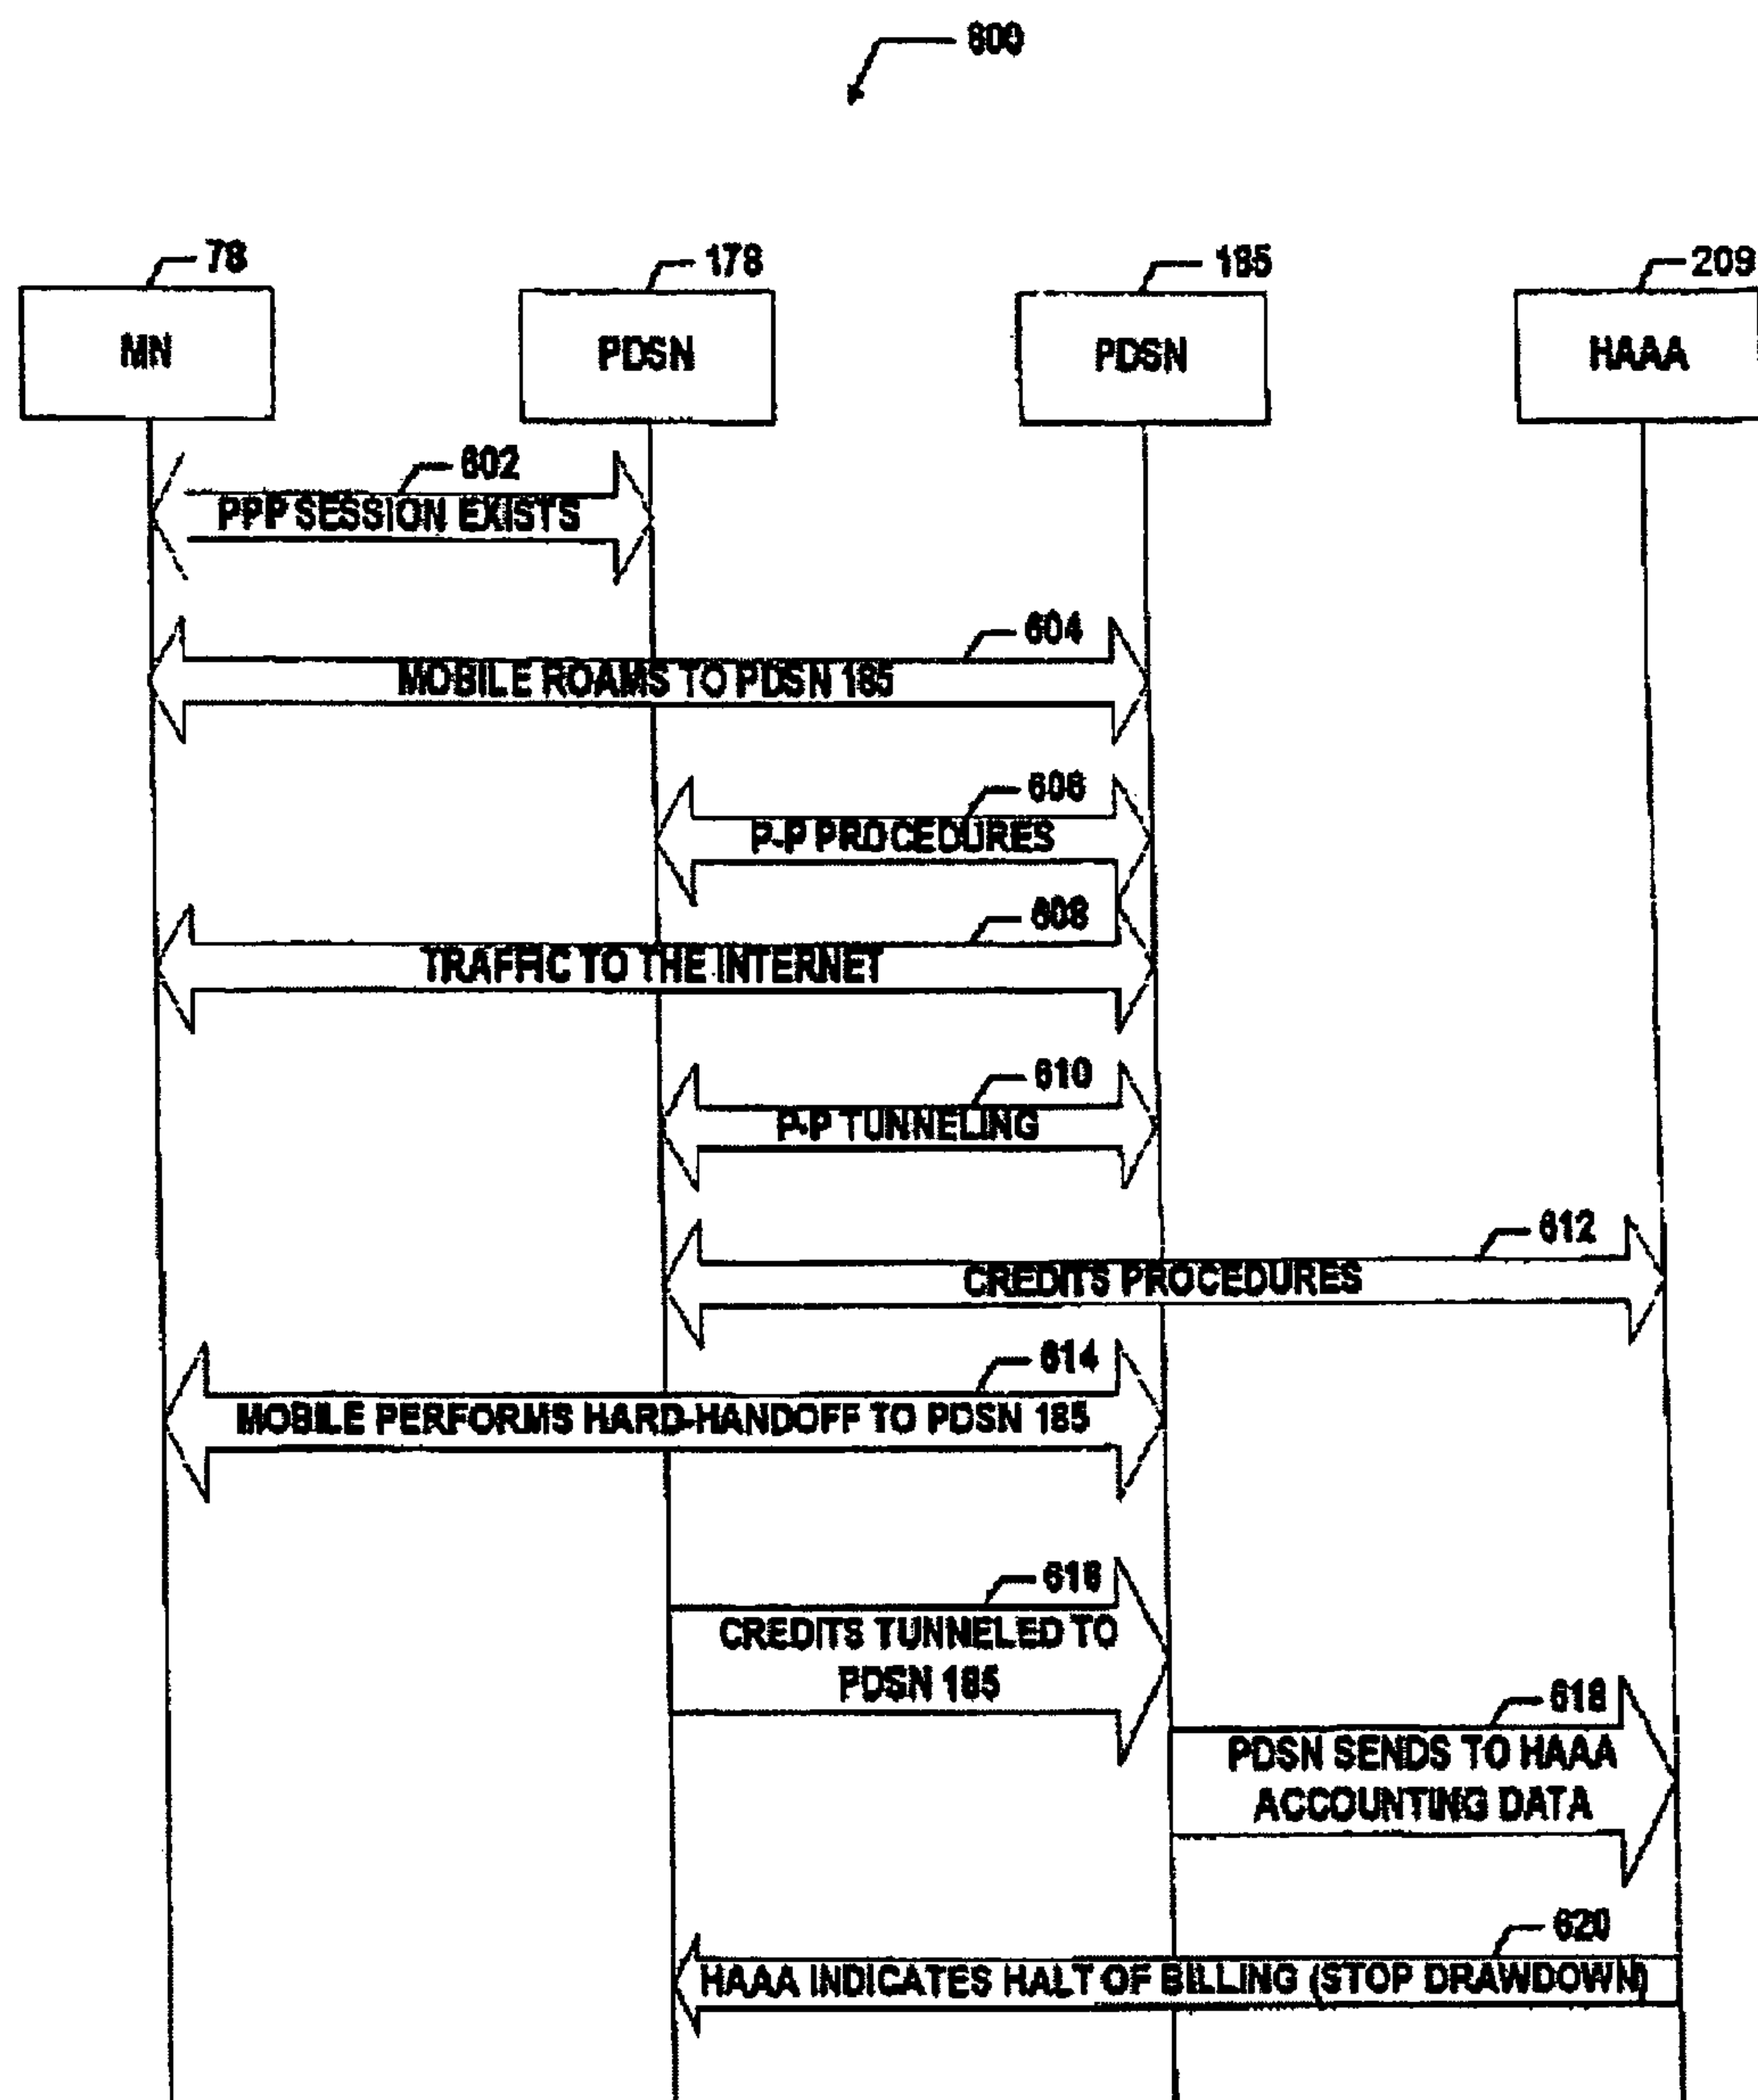 600
78
178
185
209
MN
PDSN
PDSN
HAAA
602
PPP SESSION EXISTS
604
MOBILE ROAMS TO PDSN 185
606
P-P PROCEDURES
608
TRAFFIC TO THE INTERNET
610
P-P TUNNELING
612
CREDITS PROCEDURES
614
MOBILE PERFORMS HARD-HANDOFF TO PDSN 185
616
CREDITS TUNNELED TO
PDSN 185
618
PDSN SENDS TO HAAA
ACCOUNTING DATA
620
HAAA INDICATES HALT OF BILLING (STOP DRAWDOWN)